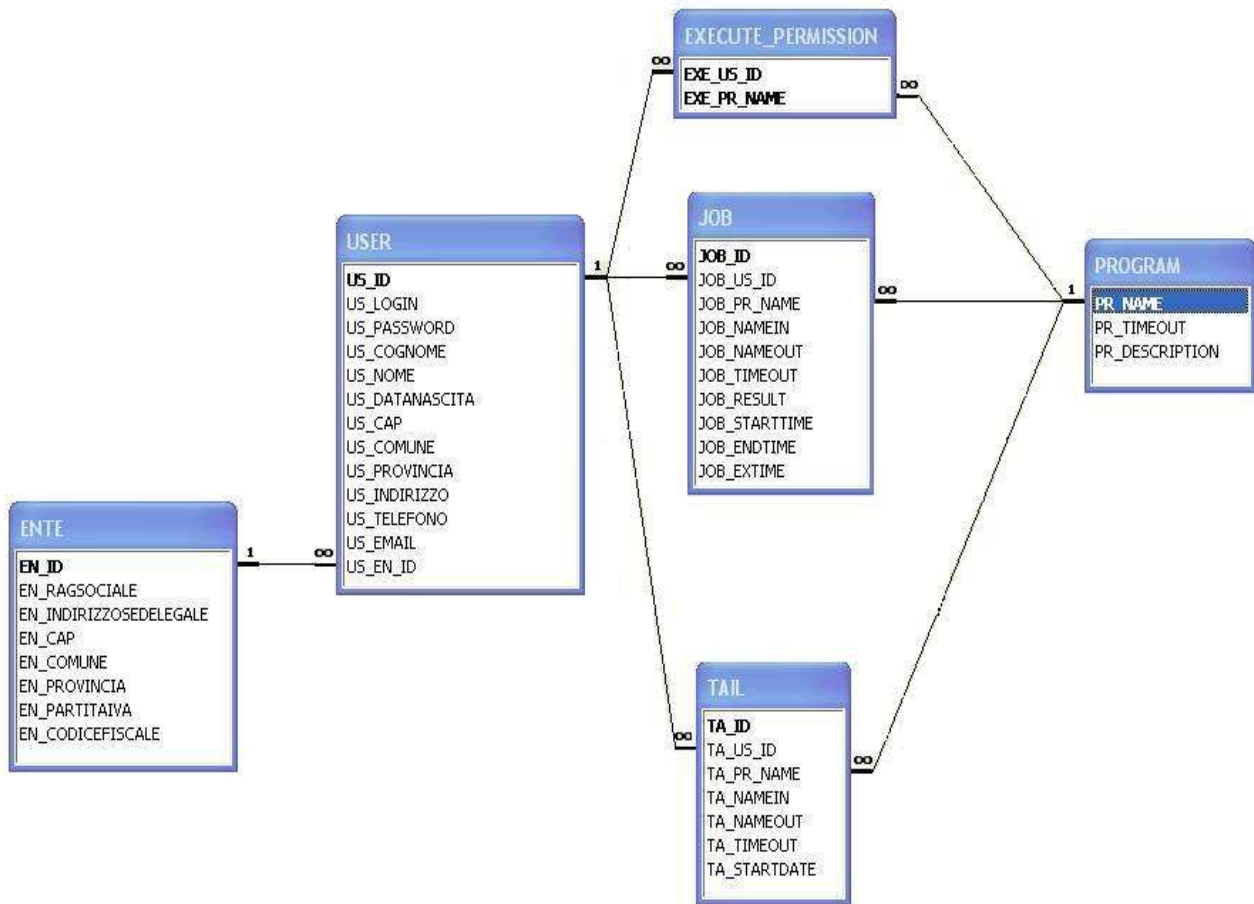 EXECUTE_PERMISSION
EXE_US_ID
EXE_PR_NAME
∞
∞
JOB
JOB_ID
JOB_US_ID
JOB_PR_NAME
JOB_NAMEIN
JOB_NAMEOUT
JOB_TIMEOUT
JOB_RESULT
JOB_STARTTIME
JOB_ENDTIME
JOB_EXTIME
∞
∞
USER
US_ID
US_LOGIN
US_PASSWORD
US_COGNOME
US_NOME
US_DATANASCITA
US_CAP
US_COMUNE
US_PROVINCIA
US_INDIRIZZO
US_TELEFONO
US_EMAIL
US_EN_ID
1
∞
PROGRAM
PR_NAME
PR_TIMEOUT
PR_DESCRIPTION
1
ENTE
EN_ID
EN_RAGSOCIALE
EN_INDIRIZZOSEDELEGALE
EN_CAP
EN_COMUNE
EN_PROVINCIA
EN_PARTITAIVA
EN_CODICEFISCALE
1
TAIL
TA_ID
TA_US_ID
TA_PR_NAME
TA_NAMEIN
TA_NAMEOUT
TA_TIMEOUT
TA_STARTDATE
∞
∞